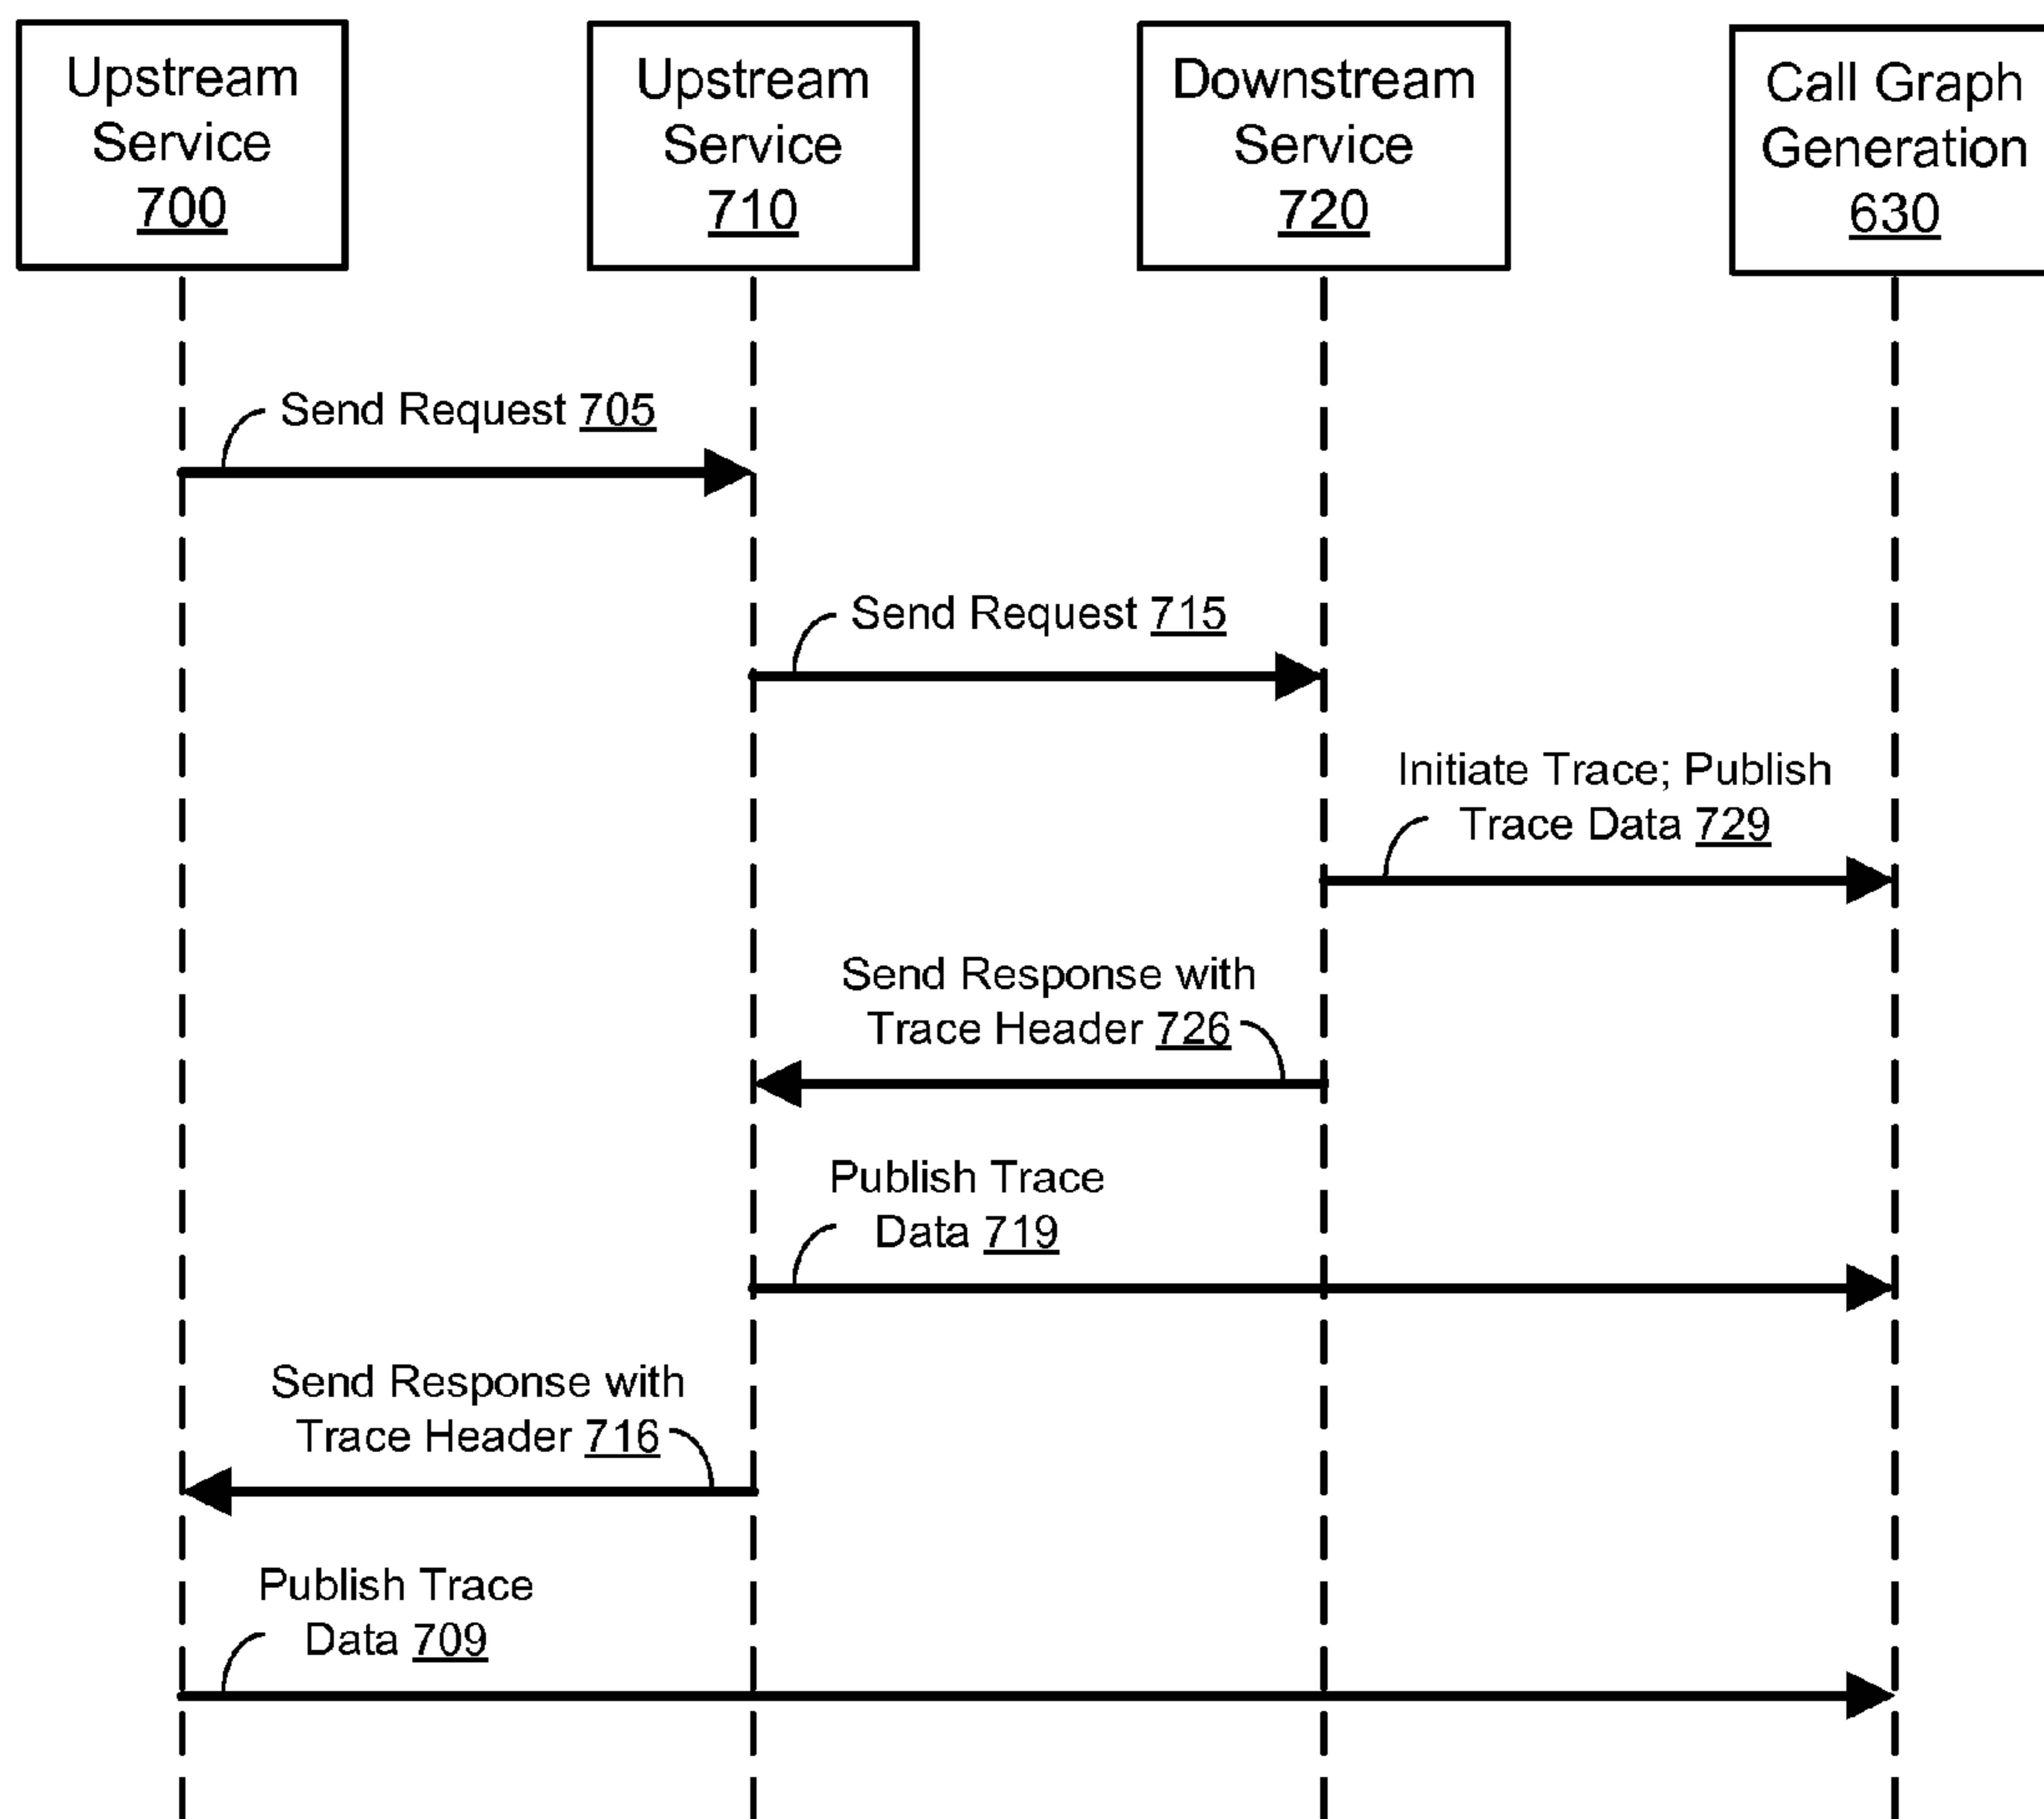 Upstream
Service
700
Upstream
Service
710
Downstream
Service
720
Call Graph
Generation
630
Send Request 705
Send Request 715
Initiate Trace; Publish
Trace Data 729
Send Response with
Trace Header 726
Publish Trace
Data 719
Send Response with
Trace Header 716
Publish Trace
Data 709